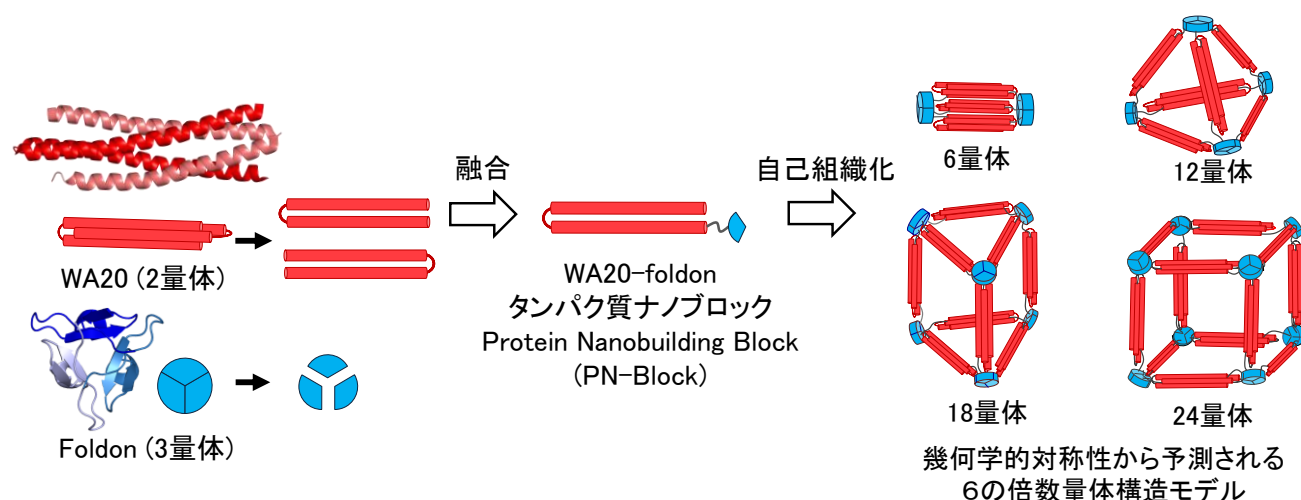 WA20 (2量体)
Foldon (3量体)
融合
WA20-foldon
タンパク質ナノブロック
Protein Nanobuilding Block
(PN-Block)
自己組織化
6量体
12量体
18量体
24量体
幾何学的対称性から予測される
6の倍数量体構造モデル